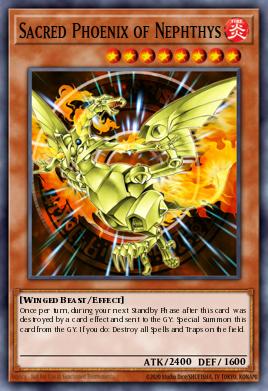 SACRED PHOENIX OF NEPHTHYS
FIRE
炎
[WINGED BEAST/EFFECT]
Once per turn, during your next Standby Phase after this card was
destroyed by a card effect and sent to the GY: Special Summon this
card from the GY. If you do: Destroy all Spells and Traps on the field.
ATK/2400 DEF/1600